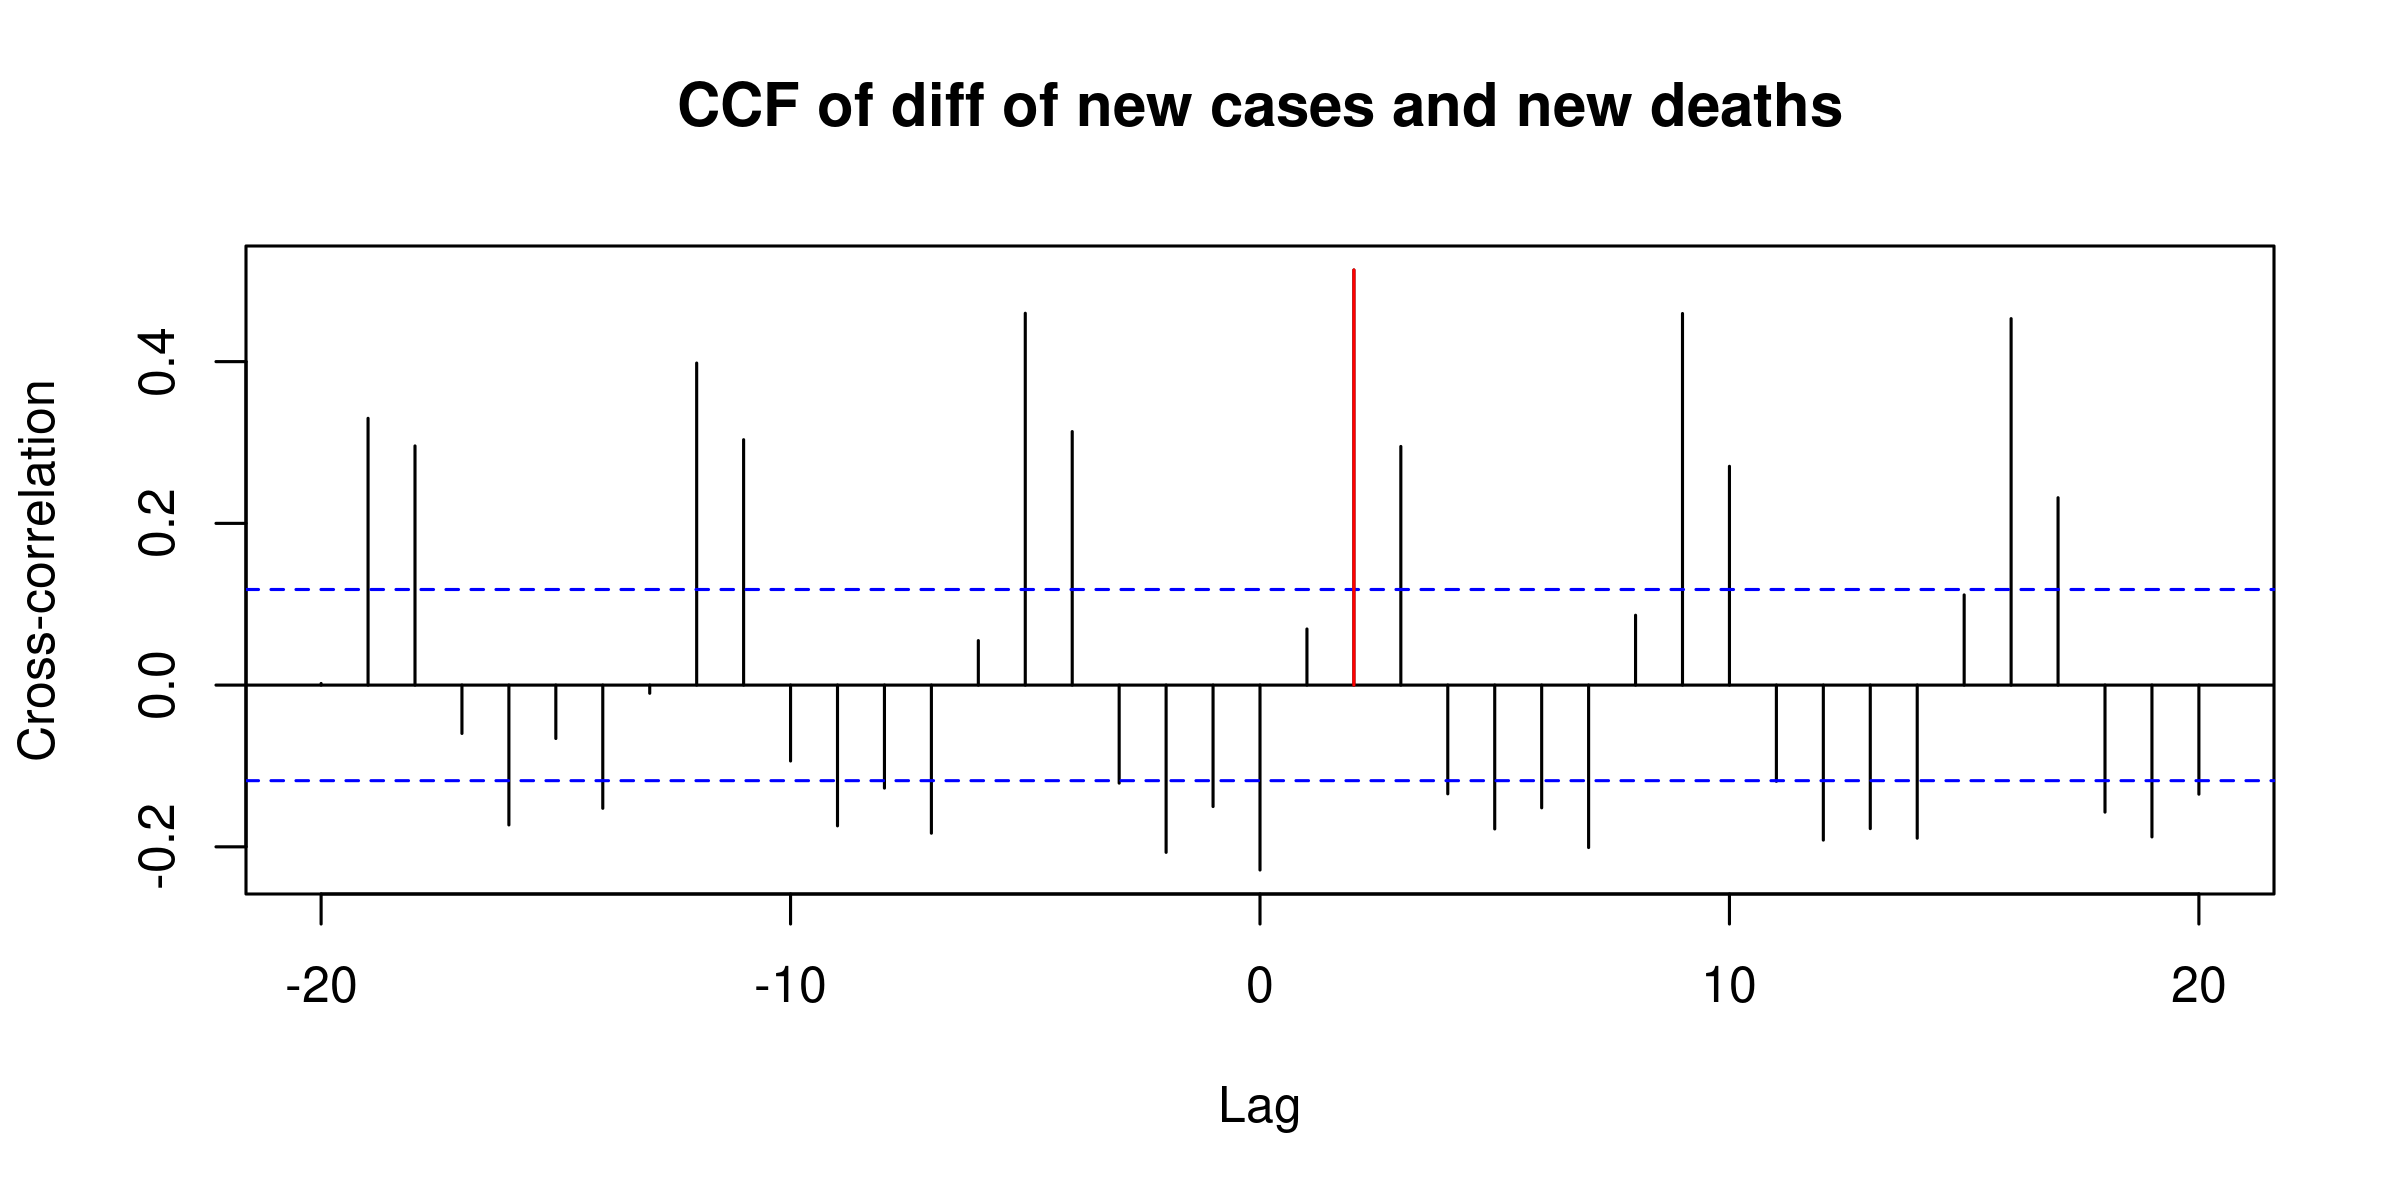 CCF of diff of new cases and new deaths
Cross-correlation
0.4
0.2
0.0
-0.2
-20 -10 0 10 20
Lag